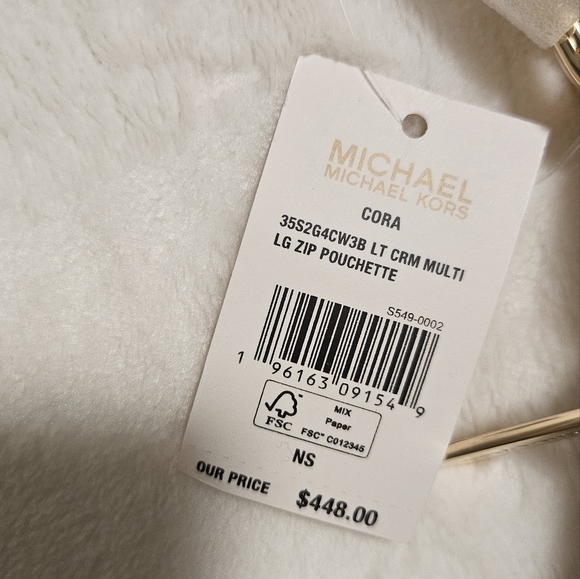 MICHAEL
MICHAEL KORS
CORA
35S2G4CW3B LT CRM MULTI
LG ZIP POUCHETTE
S549-0002
1 96163 09154 9
FSC
MIX
Paper
FSC™ C012345
NS
OUR PRICE $448.00